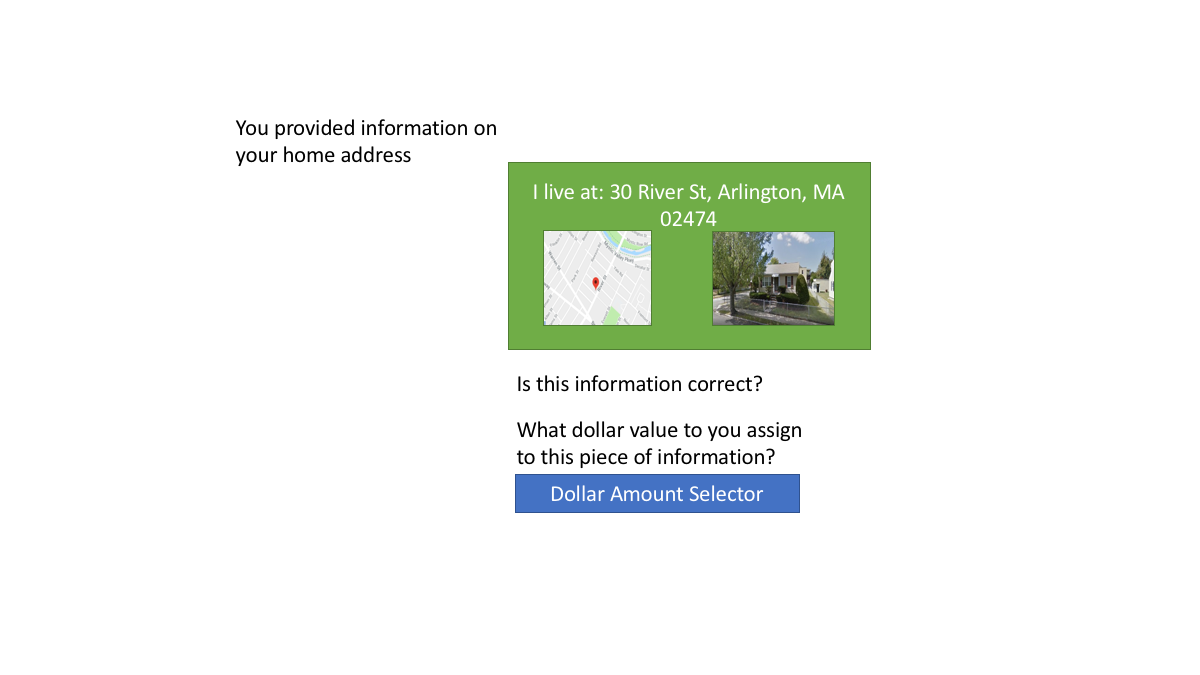 You provided information on
your home address
I live at: 30 River St, Arlington, MA
02474
Is this information correct?
What dollar value to you assign
to this piece of information?
Dollar Amount Selector